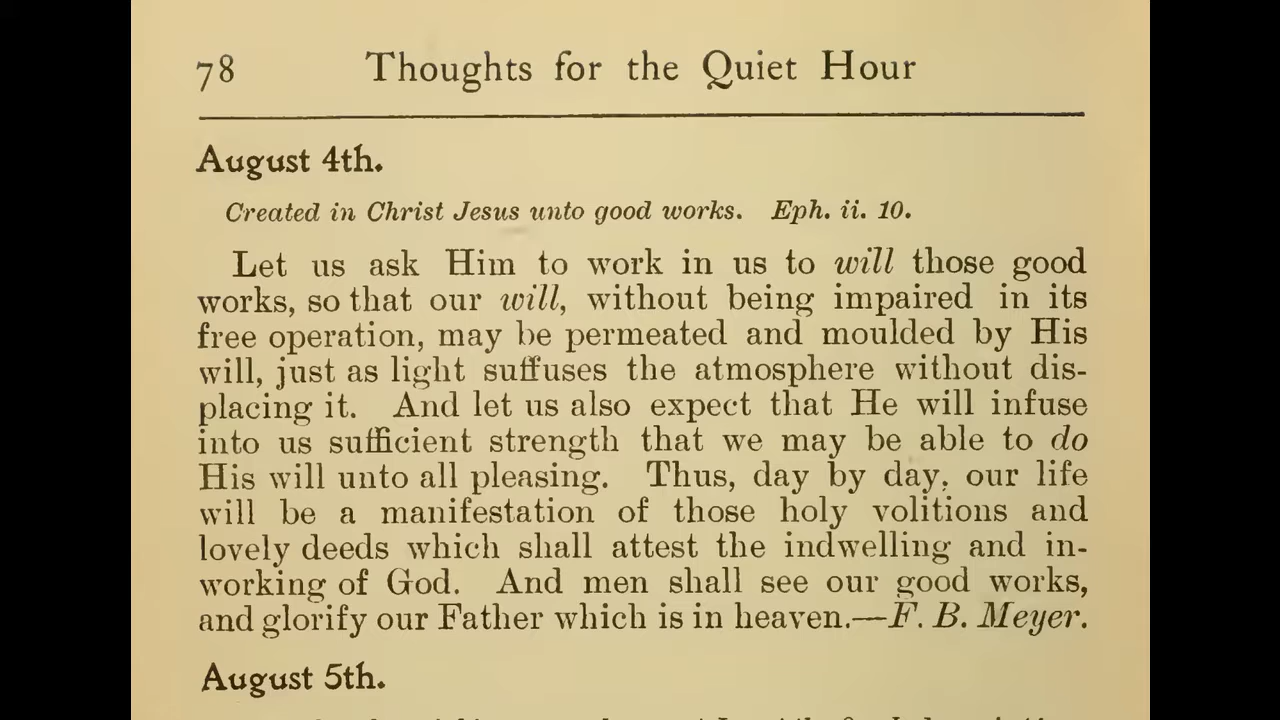 78 Thoughts for the Quiet Hour
August 4th.
Created in Christ Jesus unto good works. Eph. ii. 10.
Let us ask Him to work in us to will those good
works, so that our will, without being impaired in its
free operation, may be permeated and moulded by His
will, just as light suffuses the atmosphere without dis-
placing it. And let us also expect that He will infuse
into us sufficient strength that we may be able to do
His will unto all pleasing. Thus, day by day, our life
will be a manifestation of those holy volitions and
lovely deeds which shall attest the indwelling and in-
working of God. And men shall see our good works,
and glorify our Father which is in heaven.—F. B. Meyer.
August 5th.